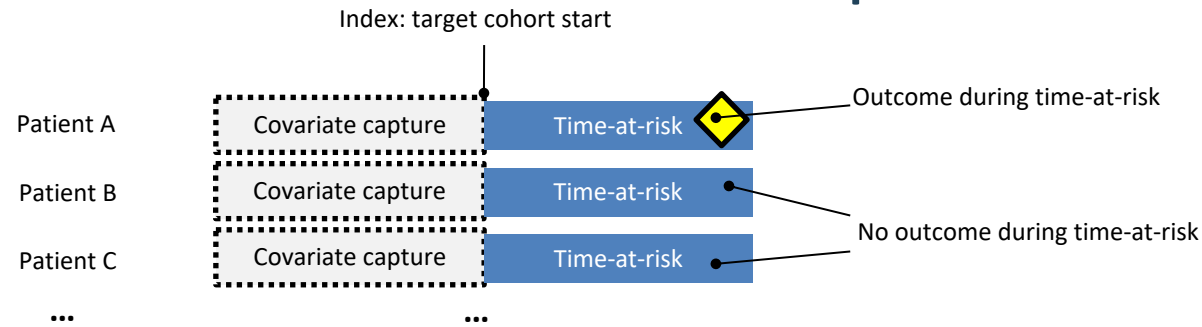 Index: target cohort start
Patient A
Covariate capture
Time-at-risk
Outcome during time-at-risk
Patient B
Covariate capture
Time-at-risk
No outcome during time-at-risk
Patient C
Covariate capture
Time-at-risk
...
...